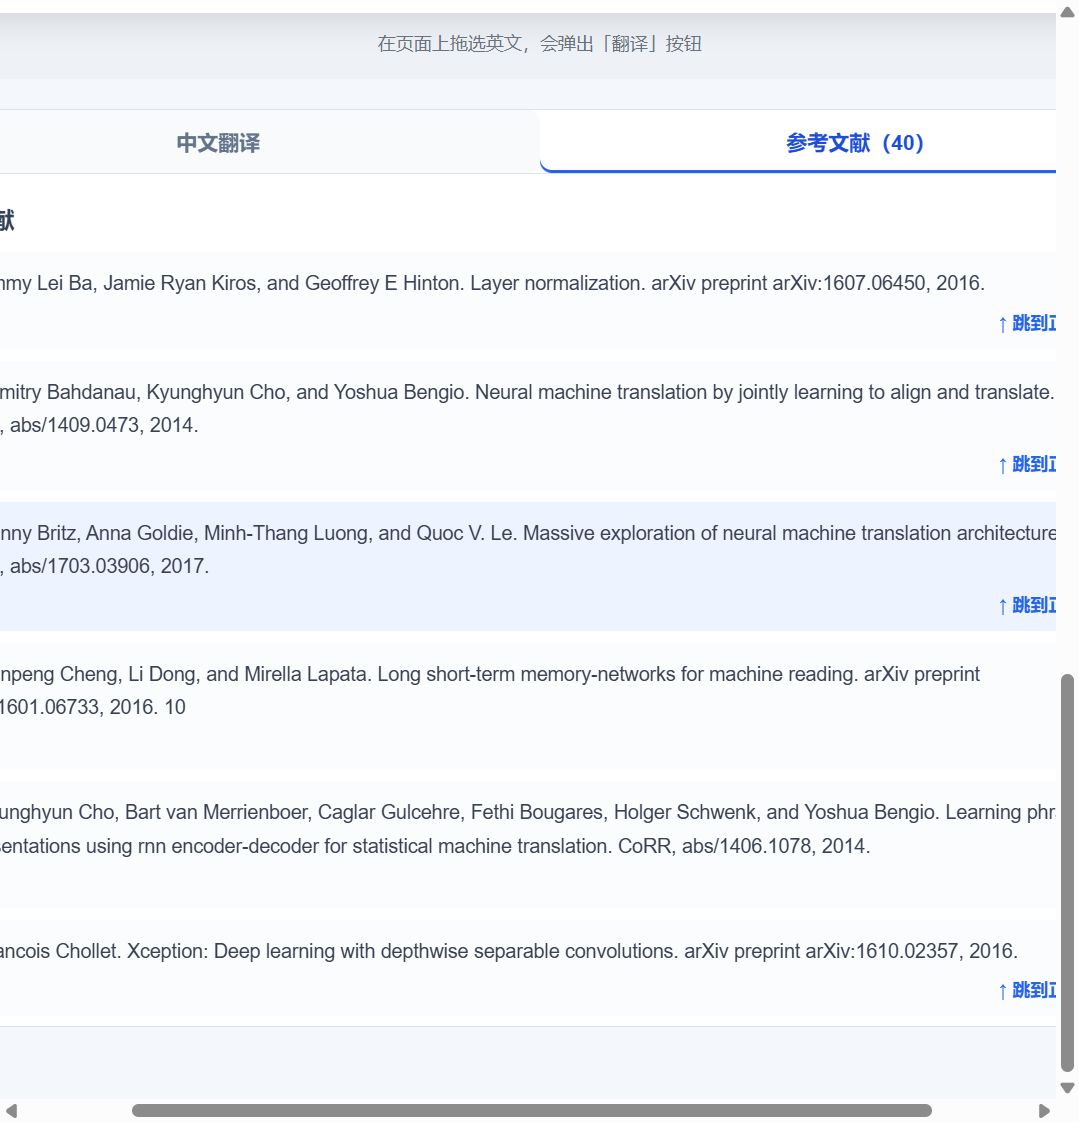 在页面上拖选英文，会弹出「翻译」按钮
中文翻译
参考文献（40）
献
mmy Lei Ba, Jamie Ryan Kiros, and Geoffrey E Hinton. Layer normalization. arXiv preprint arXiv:1607.06450, 2016.
↑ 跳到正
mitry Bahdanau, Kyunghyun Cho, and Yoshua Bengio. Neural machine translation by jointly learning to align and translate.
, abs/1409.0473, 2014.
↑ 跳到正
nny Britz, Anna Goldie, Minh-Thang Luong, and Quoc V. Le. Massive exploration of neural machine translation architecture
, abs/1703.03906, 2017.
↑ 跳到正
npeng Cheng, Li Dong, and Mirella Lapata. Long short-term memory-networks for machine reading. arXiv preprint
1601.06733, 2016. 10
unghyun Cho, Bart van Merrienboer, Caglar Gulcehre, Fethi Bougares, Holger Schwenk, and Yoshua Bengio. Learning phr
sentations using rnn encoder-decoder for statistical machine translation. CoRR, abs/1406.1078, 2014.
ancois Chollet. Xception: Deep learning with depthwise separable convolutions. arXiv preprint arXiv:1610.02357, 2016.
↑ 跳到正